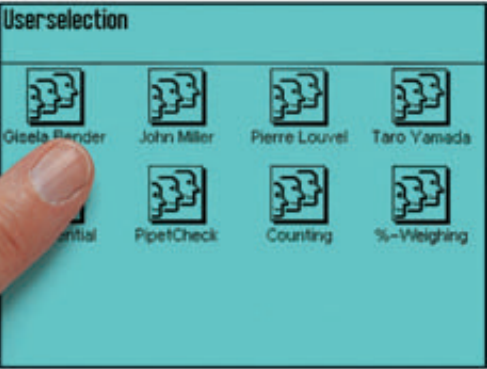 Userselection
Gisela Bender John Miller Pierre Louvel Taro Yamada
PipetCheck Counting %-Weighing